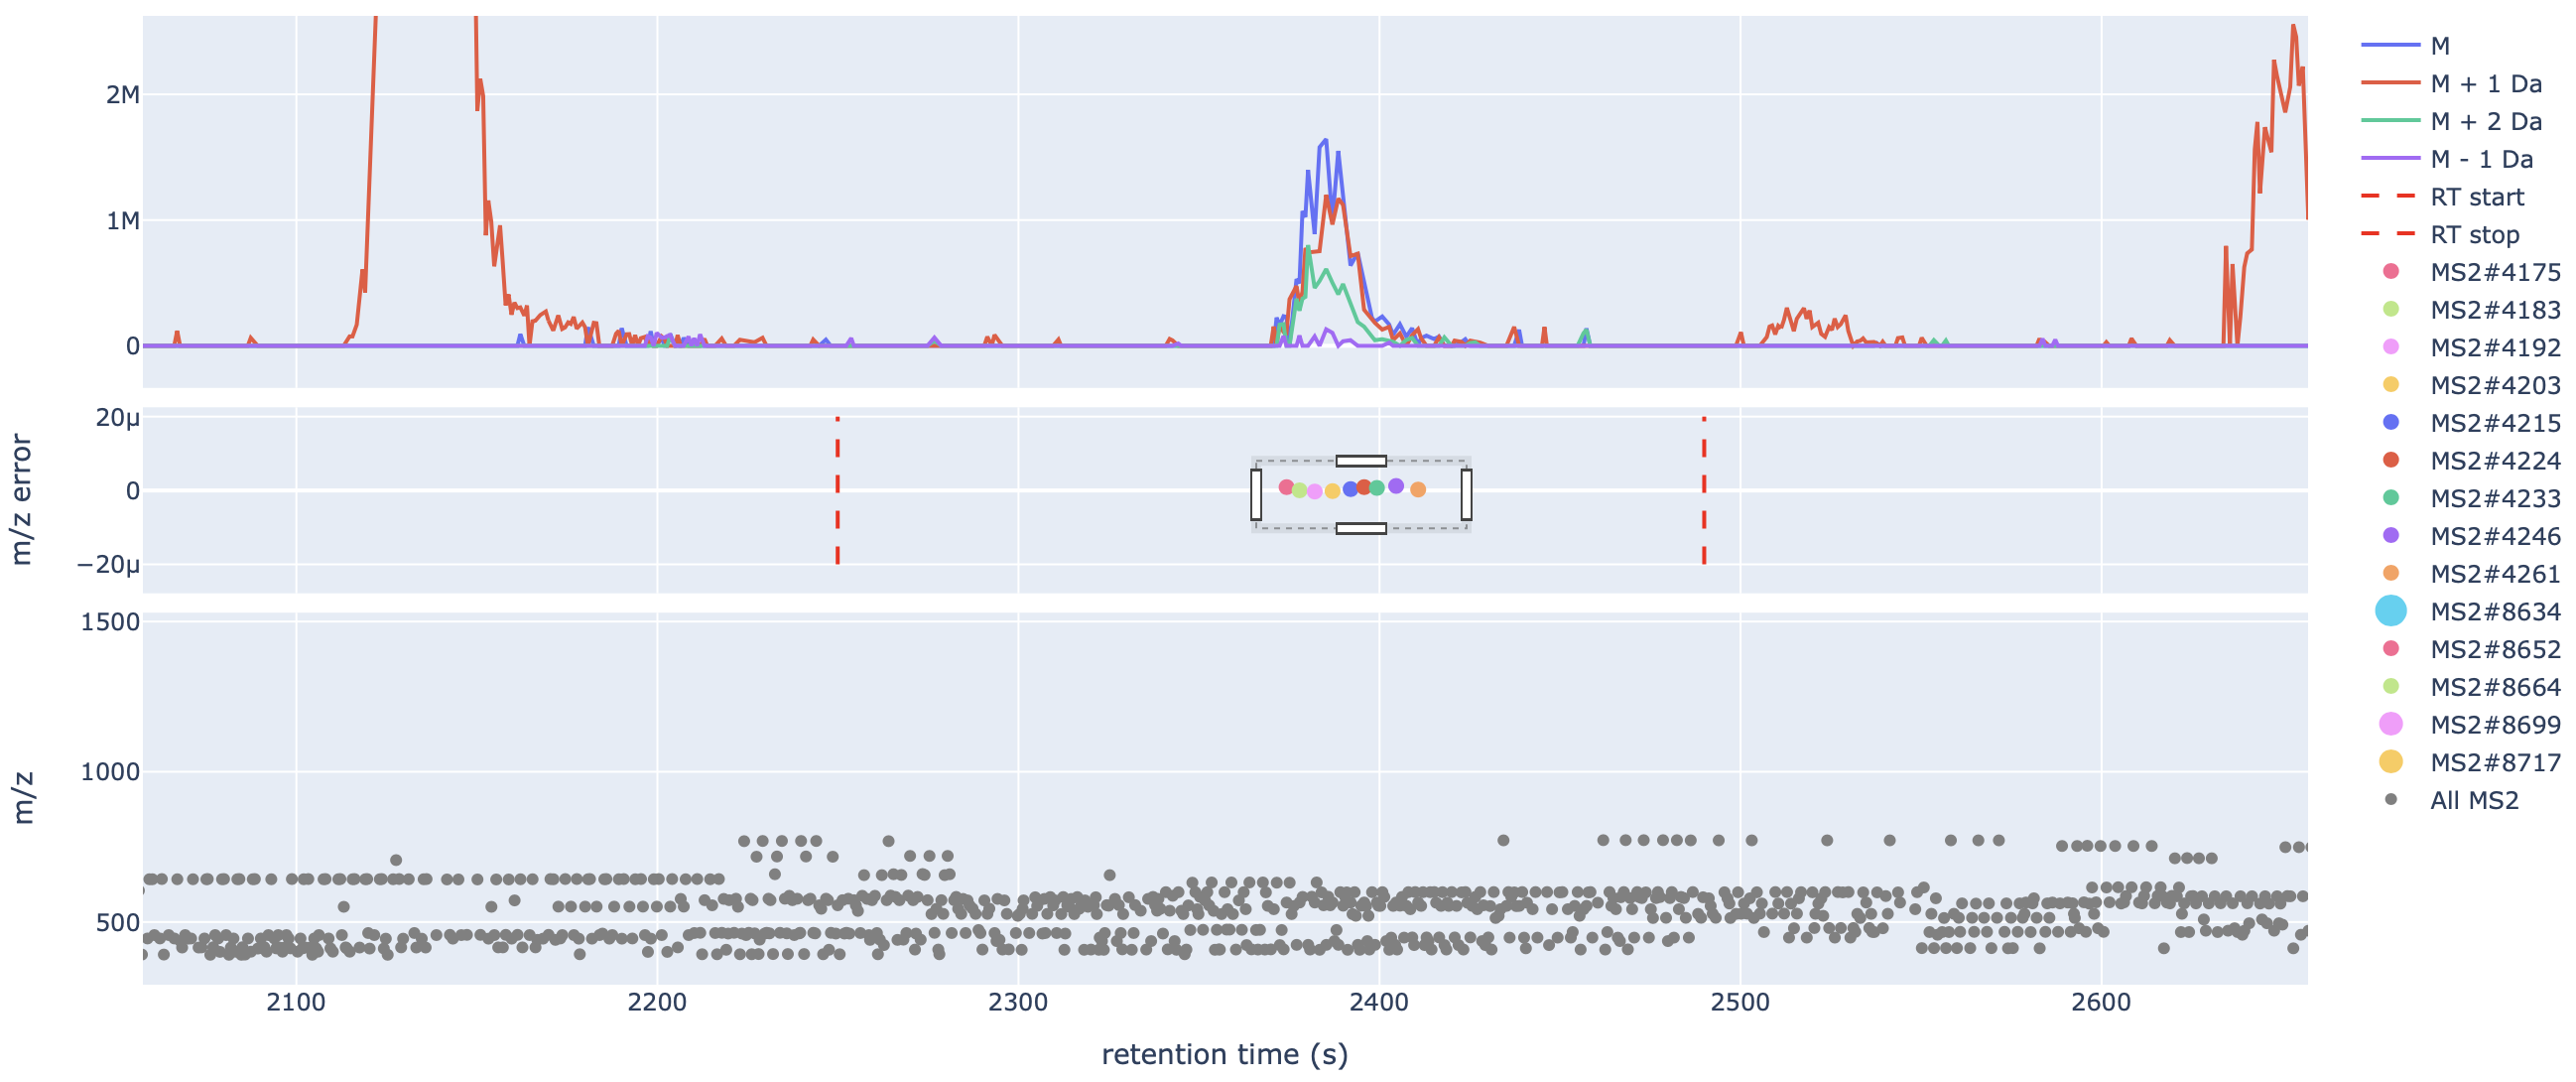 2M
1M
0
20µ
0
−20µ
m/z error
1500
1000
500
m/z
2100
2200
2300
2400
2500
2600
retention time (s)
M
M + 1 Da
M + 2 Da
M - 1 Da
RT start
RT stop
MS2#4175
MS2#4183
MS2#4192
MS2#4203
MS2#4215
MS2#4224
MS2#4233
MS2#4246
MS2#4261
MS2#8634
MS2#8652
MS2#8664
MS2#8699
MS2#8717
All MS2